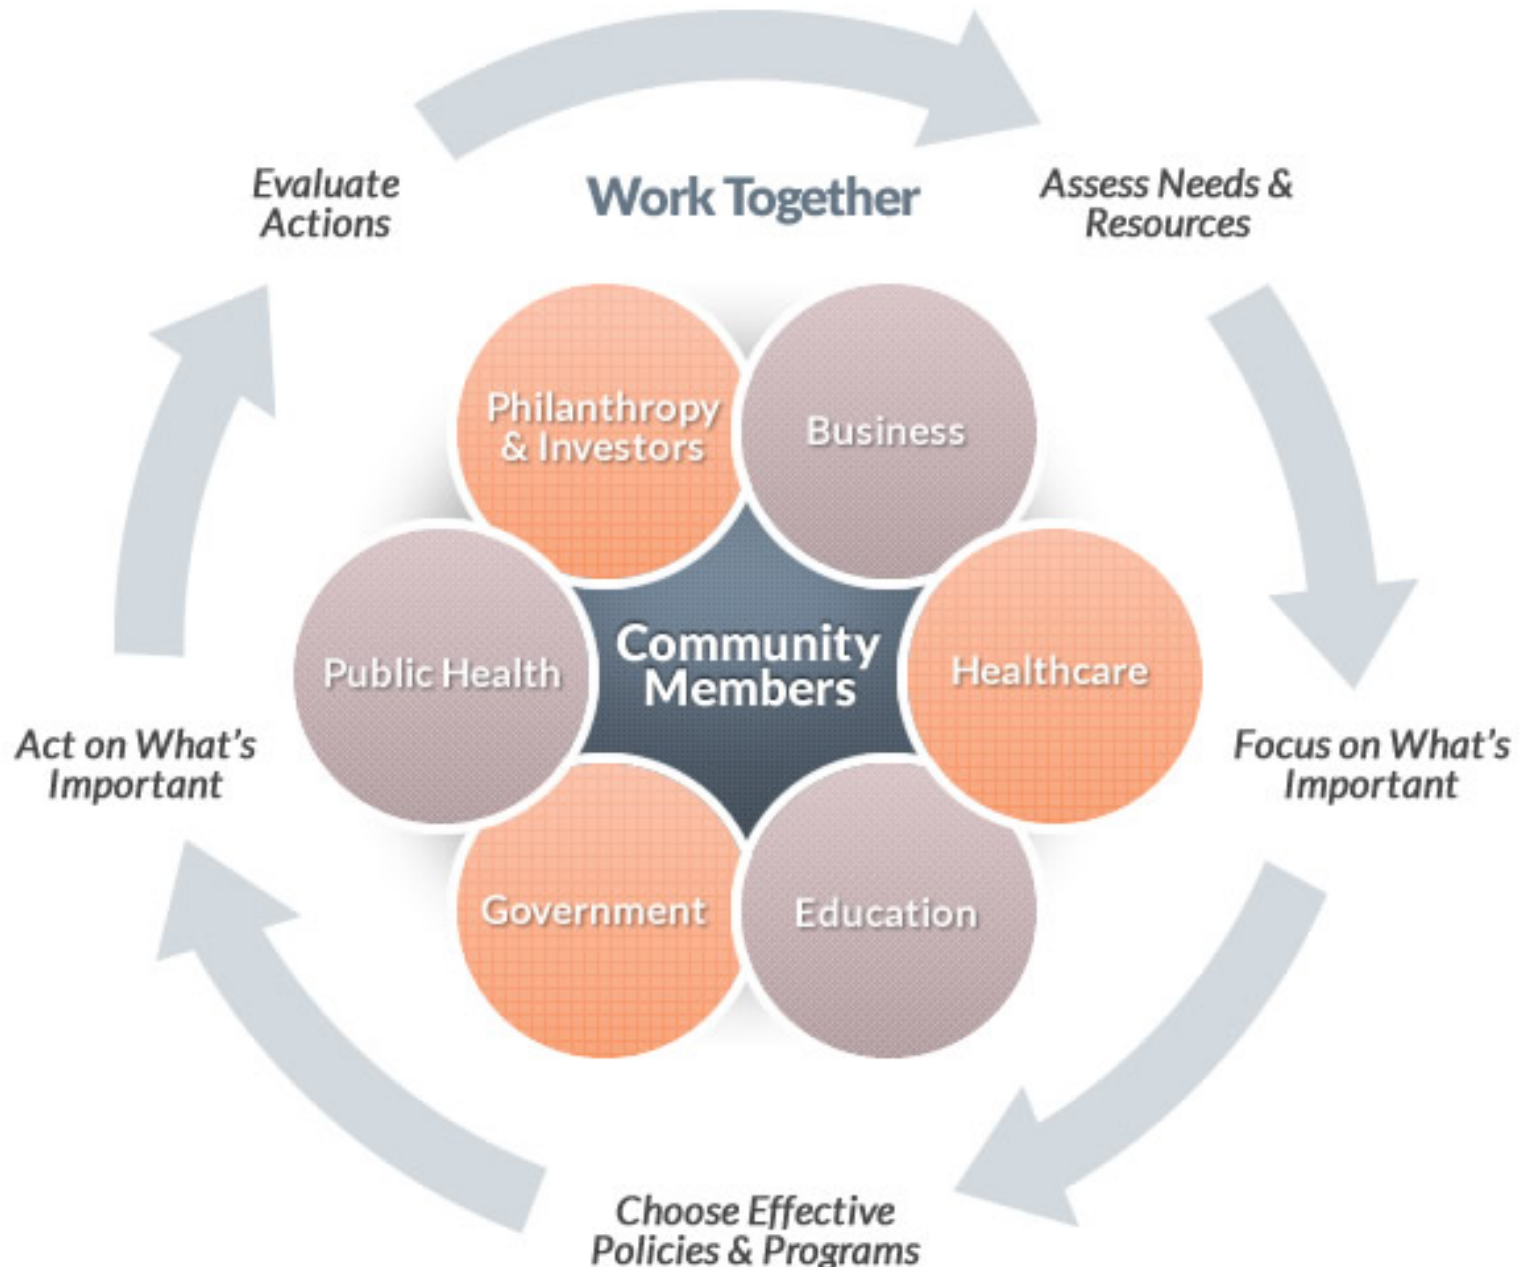 Evaluate
Actions
Work Together
Assess Needs &
Resources
Philanthropy
& Investors
Business
Public Health
Community
Members
Healthcare
Act on What's
Important
Focus on What's
Important
Government
Education
Choose Effective
Policies & Programs